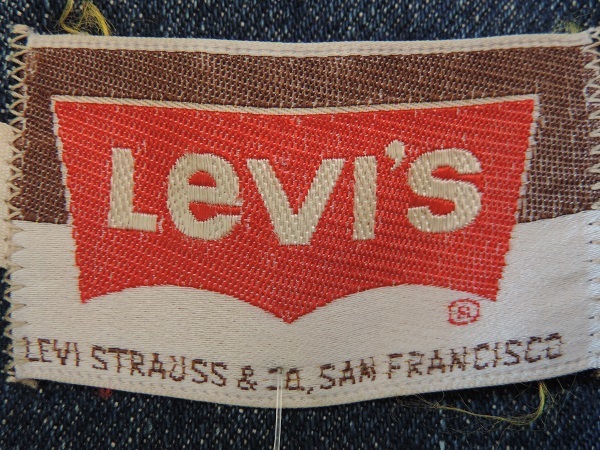 Levi's
®
LEVI STRAUSS & CO, SAN FRANCISCO